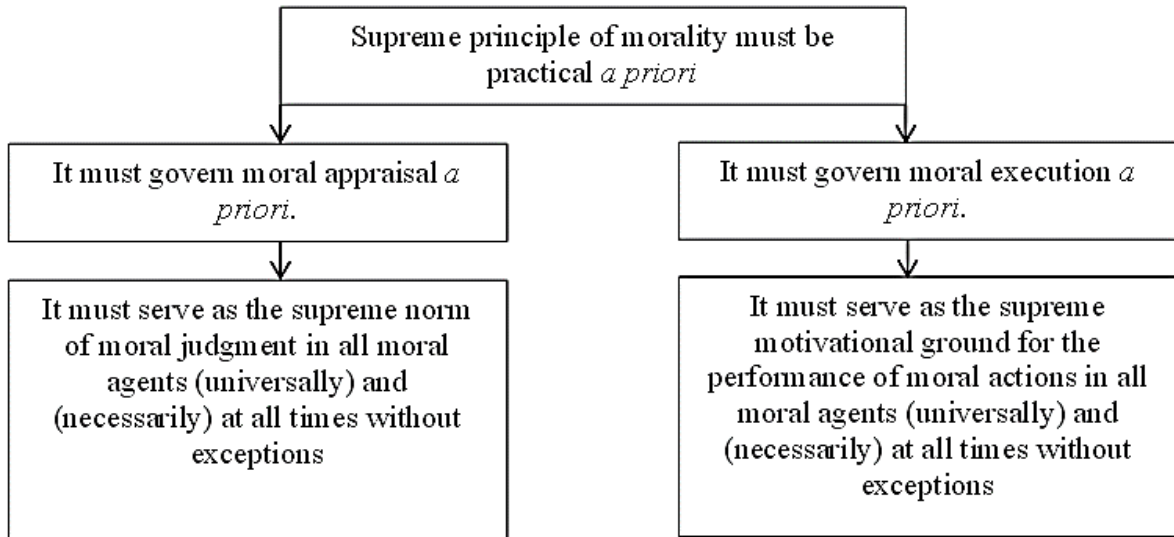 Supreme principle of morality must be
practical a priori
It must govern moral appraisal a
priori.
It must govern moral execution a
priori.
It must serve as the supreme norm
of moral judgment in all moral
agents (universally) and
(necessarily) at all times without
exceptions
It must serve as the supreme
motivational ground for the
performance of moral actions in all
moral agents (universally) and
(necessarily) at all times without
exceptions